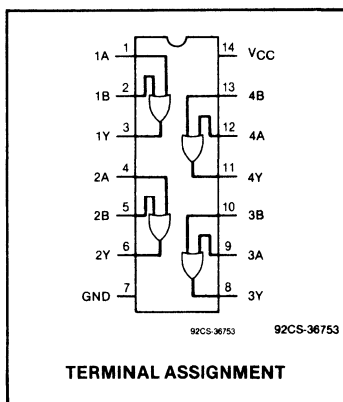 1A 1 14 VCC
1B 2 13 4B
1Y 3 12 4A
2A 4 11 4Y
2B 5 10 3B
2Y 6 9 3A
GND 7 8 3Y
92CS-36753 92CS-36753
TERMINAL ASSIGNMENT